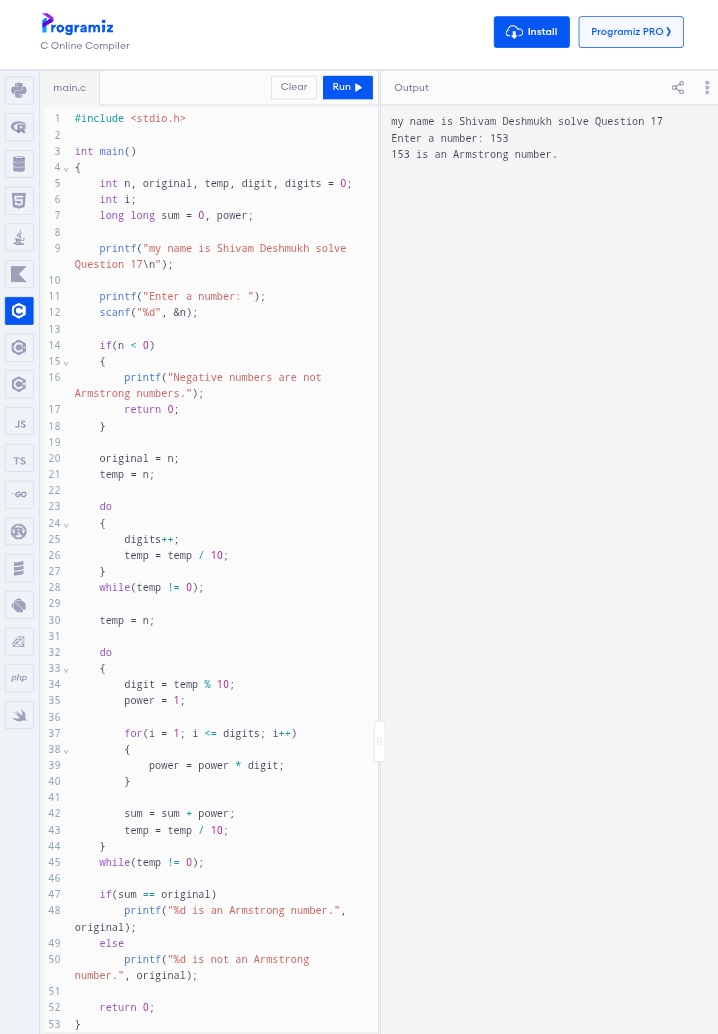 Programiz
C Online Compiler
Install
Programiz PRO ❯
main.c
Clear
Run ▶
Output
1 #include <stdio.h>
2
3 int main()
4 {
5     int n, original, temp, digit, digits = 0;
6     int i;
7     long long sum = 0, power;
8
9     printf("my name is Shivam Deshmukh solve
Question 17\n");
10
11     printf("Enter a number: ");
12     scanf("%d", &n);
13
14     if(n < 0)
15     {
16         printf("Negative numbers are not
Armstrong numbers.");
17         return 0;
18     }
19
20     original = n;
21     temp = n;
22
23     do
24     {
25         digits++;
26         temp = temp / 10;
27     }
28     while(temp != 0);
29
30     temp = n;
31
32     do
33     {
34         digit = temp % 10;
35         power = 1;
36
37         for(i = 1; i <= digits; i++)
38         {
39             power = power * digit;
40         }
41
42         sum = sum + power;
43         temp = temp / 10;
44     }
45     while(temp != 0);
46
47     if(sum == original)
48         printf("%d is an Armstrong number.",
original);
49     else
50         printf("%d is not an Armstrong
number.", original);
51
52     return 0;
53 }
my name is Shivam Deshmukh solve Question 17
Enter a number: 153
153 is an Armstrong number.
JS
TS
GO
php